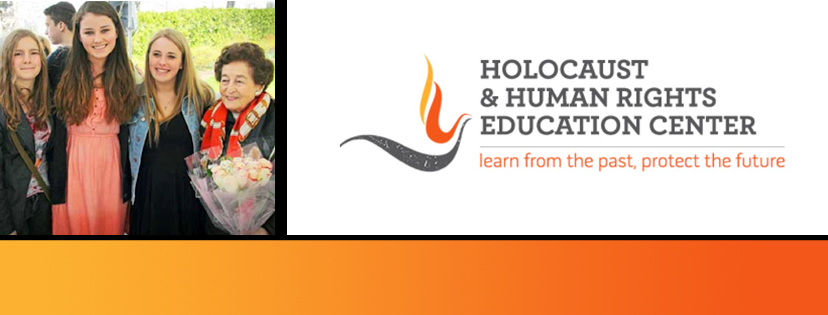 HOLOCAUST
& HUMAN RIGHTS
EDUCATION CENTER
learn from the past, protect the future